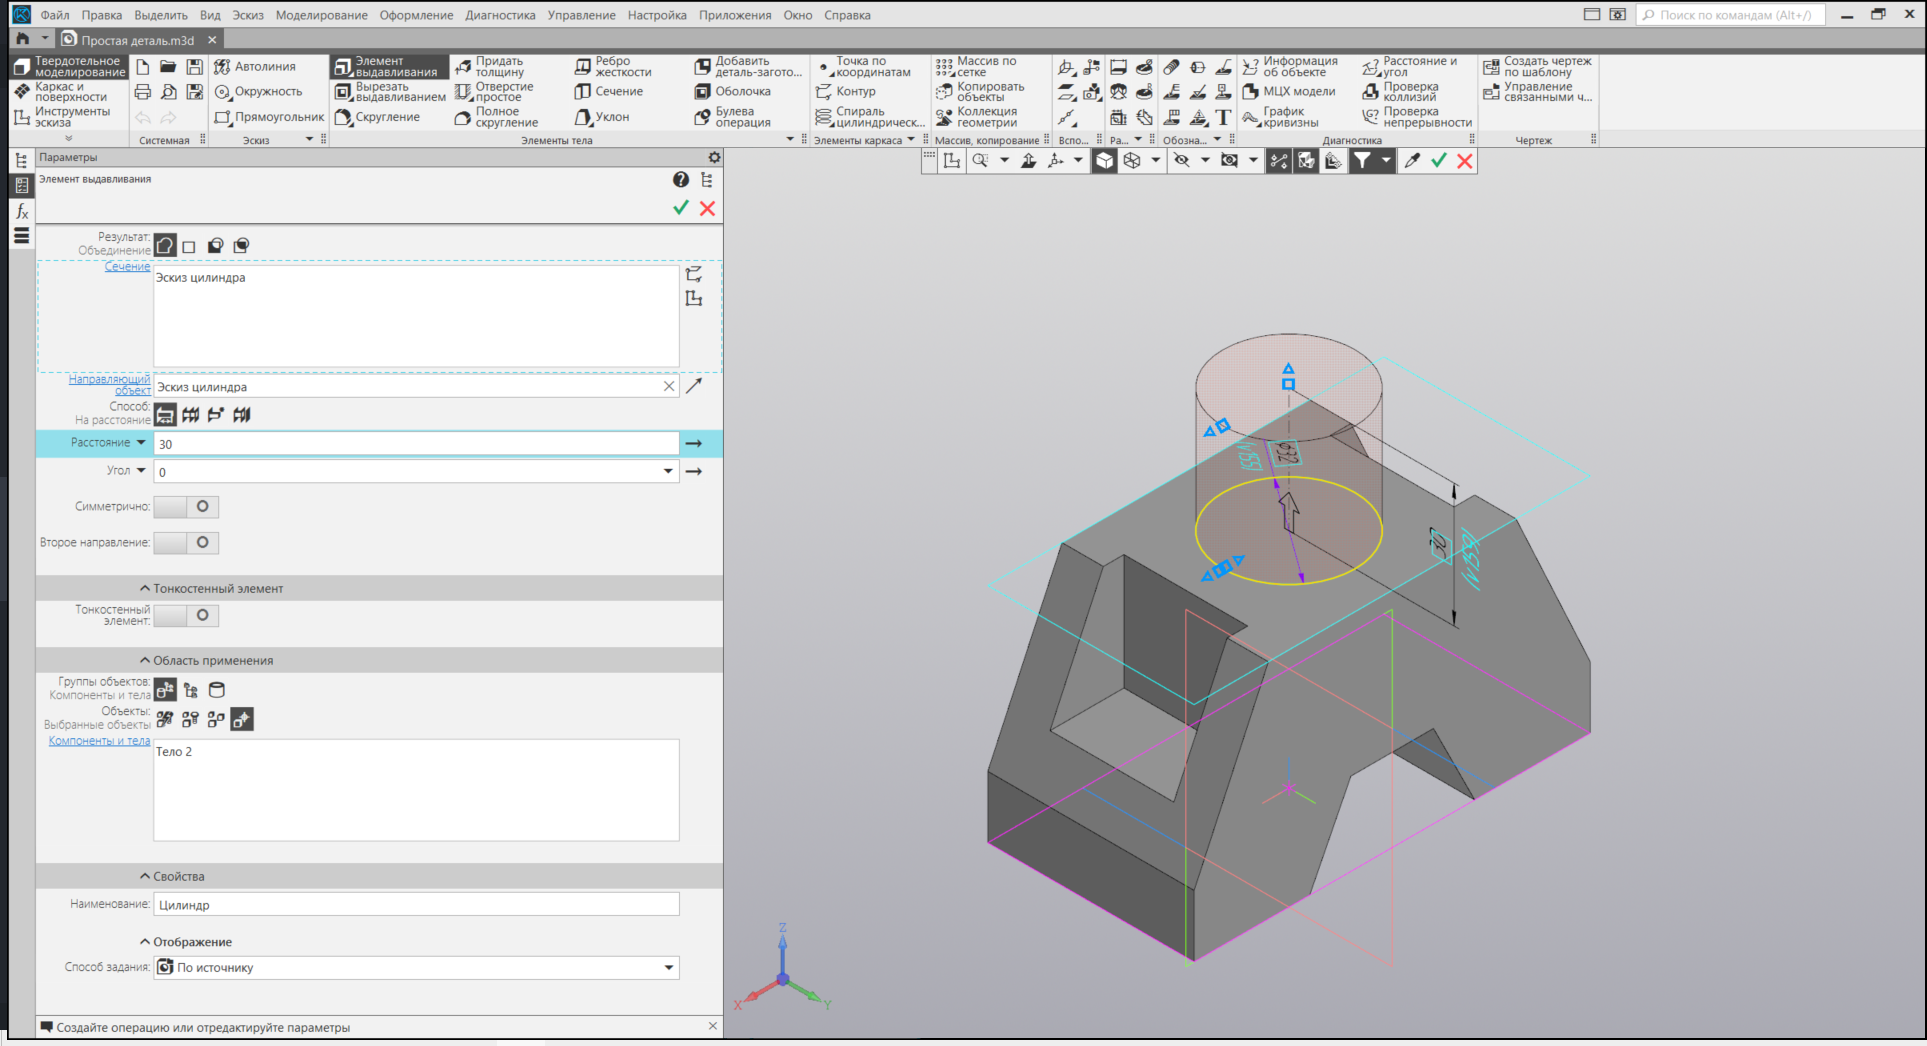 Файл Правка Выделить Вид Эскиз Моделирование Оформление Диагностика Управление Настройка Приложения Окно Справка
Поиск по командам (Alt+/)
Простая деталь.m3d
Твердотельное моделирование
Каркас и поверхности
Инструменты эскиза
Системная
Автолиния
Окружность
Прямоугольник
Эскиз
Элемент выдавливания
Вырезать выдавливанием
Скругление
Придать толщину
Отверстие простое
Полное скругление
Ребро жесткости
Сечение
Уклон
Добавить деталь-загото...
Оболочка
Булева операция
Элементы тела
Точка по координатам
Контур
Спираль цилиндрическ...
Элементы каркаса
Массив по сетке
Копировать объекты
Коллекция геометрии
Массив, копирование
Вспо...
Ра...
Обозна...
Информация об объекте
МЦХ модели
График кривизны
Расстояние и угол
Проверка коллизий
Проверка непрерывности
Диагностика
Создать чертеж по шаблону
Управление связанными ч...
Чертеж
Параметры
Элемент выдавливания
Результат:
Объединение
Сечение
Эскиз цилиндра
Направляющий объект
Эскиз цилиндра
Способ:
На расстояние
Расстояние 30
Угол 0
Симметрично:
Второе направление:
Тонкостенный элемент
Тонкостенный элемент:
Область применения
Группы объектов:
Компоненты и тела
Объекты:
Выбранные объекты
Компоненты и тела
Тело 2
Свойства
Наименование: Цилиндр
Отображение
Способ задания: По источнику
Создайте операцию или отредактируйте параметры
Z
X
Y